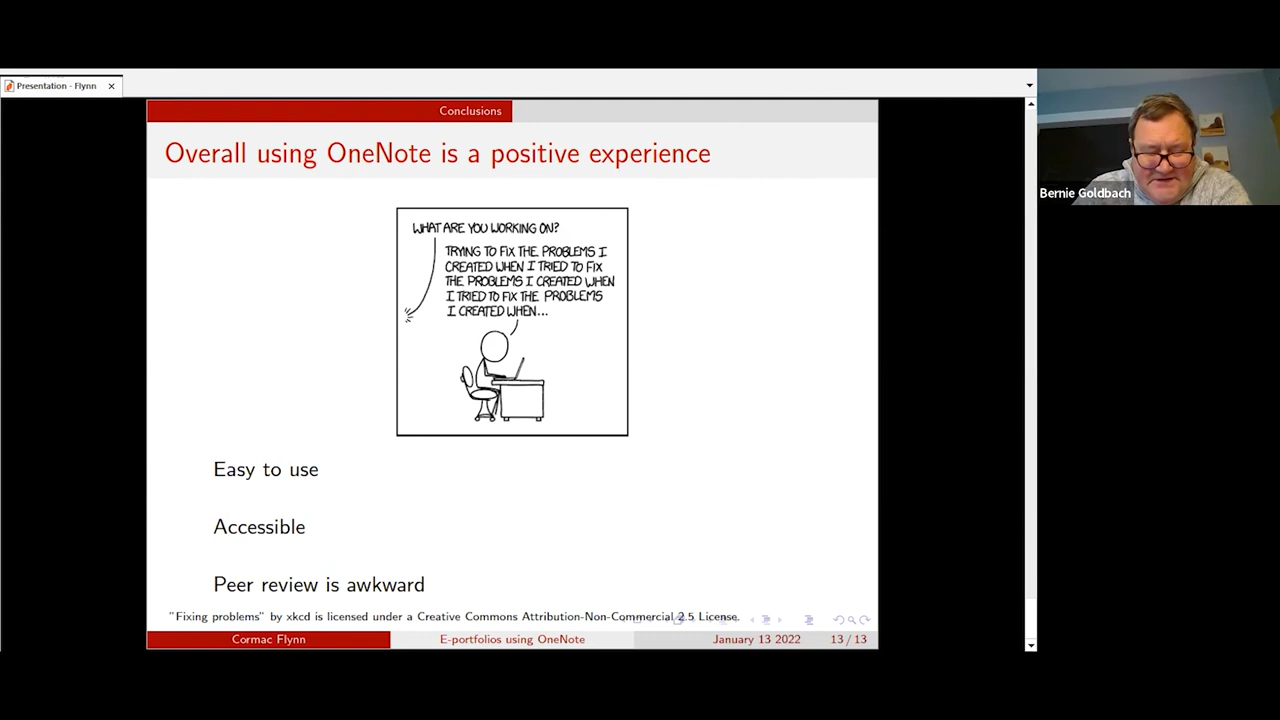 Presentation - Flynn
Conclusions
Overall using OneNote is a positive experience
WHAT ARE YOU WORKING ON?
TRYING TO FIX THE PROBLEMS I
CREATED WHEN I TRIED TO FIX
THE PROBLEMS I CREATED WHEN
I TRIED TO FIX THE PROBLEMS
I CREATED WHEN...
Easy to use
Accessible
Peer review is awkward
"Fixing problems" by xkcd is licensed under a Creative Commons Attribution-Non-Commercial 2.5 License.
Cormac Flynn
E-portfolios using OneNote
January 13 2022
13 / 13
Bernie Goldbach